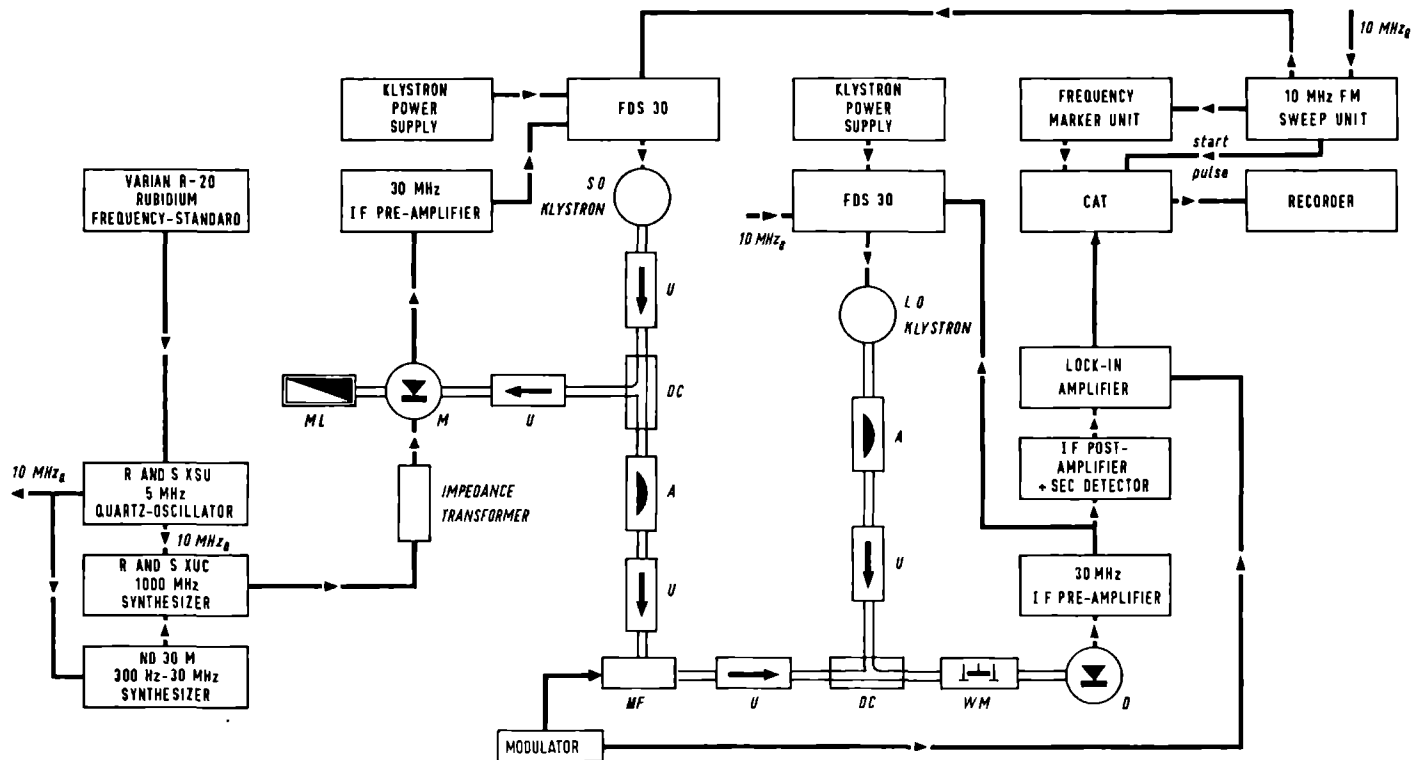 10 MHzQ
KLYSTRON
POWER
SUPPLY
FDS 30
KLYSTRON
POWER
SUPPLY
FREQUENCY
MARKER UNIT
10 MHz FM
SWEEP UNIT
start
pulse
VARIAN R-20
RUBIDIUM
FREQUENCY-STANDARD
30 MHz
IF PRE-AMPLIFIER
SO
KLYSTRON
FDS 30
10 MHzQ
CAT
RECORDER
U
LO
KLYSTRON
ML
M
U
DC
LOCK-IN
AMPLIFIER
A
A
IF POST-
AMPLIFIER
+ SEC DETECTOR
10 MHzQ
R AND S XSU
5 MHz
QUARTZ-OSCILLATOR
IMPEDANCE
TRANSFORMER
10 MHzQ
R AND S XUC
1000 MHz
SYNTHESIZER
U
U
30 MHz
IF PRE-AMPLIFIER
ND 30 M
300 Hz-30 MHz
SYNTHESIZER
MF
U
DC
WM
D
MODULATOR